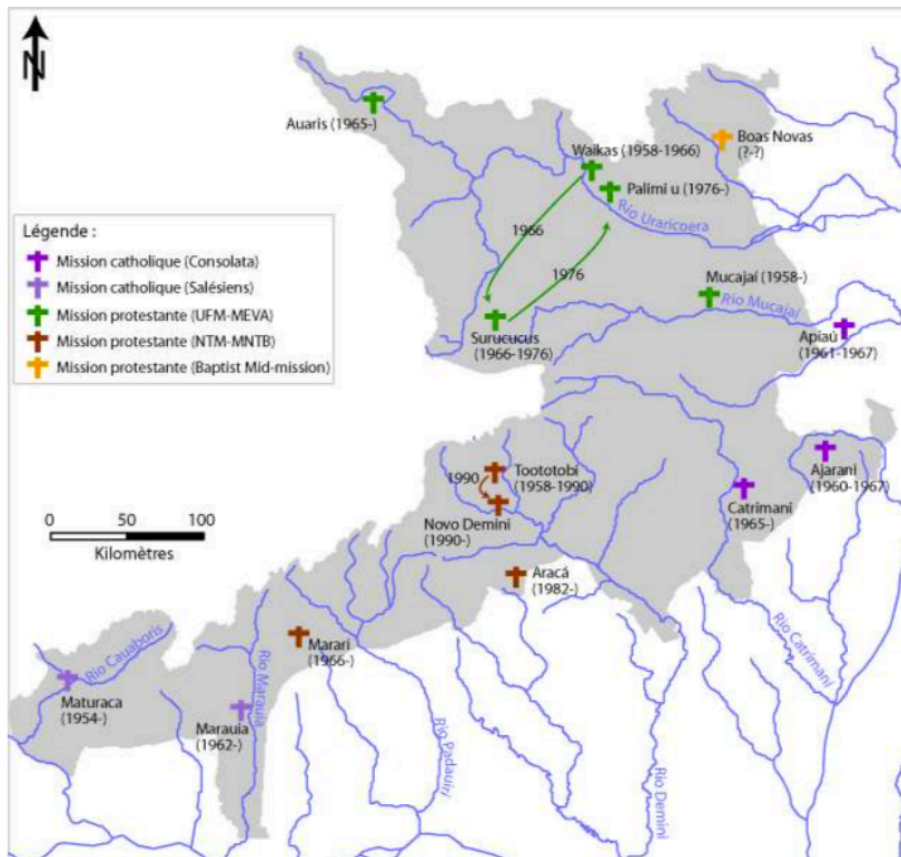 N
Auaris (1965-)
Waikas (1958-1966)
Boas Novas
(?-?)
Palimi u (1976-)
Río Uraricoera
1966
1976
Légende :
Mission catholique (Consolata)
Mission catholique (Salésiens)
Mission protestante (UFM-MEVA)
Mission protestante (NTM-MNTB)
Mission protestante (Baptist Mid-mission)
Mucajaí (1958-)
Rio Mucajaí
Surucucus
(1966-1976)
Apiaú
(1961-1967)
1990
Toototobi
(1958-1990)
Ajarani
(1960-1967)
Catrimani
(1965-)
Novo Demini
(1990-)
0 50 100
Kilomètres
Aracá
(1982-)
Marari
(1966-)
Rio Cauaboris
Rio Marauia
Rio Catrimani
Maturaca
(1954-)
Marauia
(1962-)
Rio Padauiri
Rio Demini